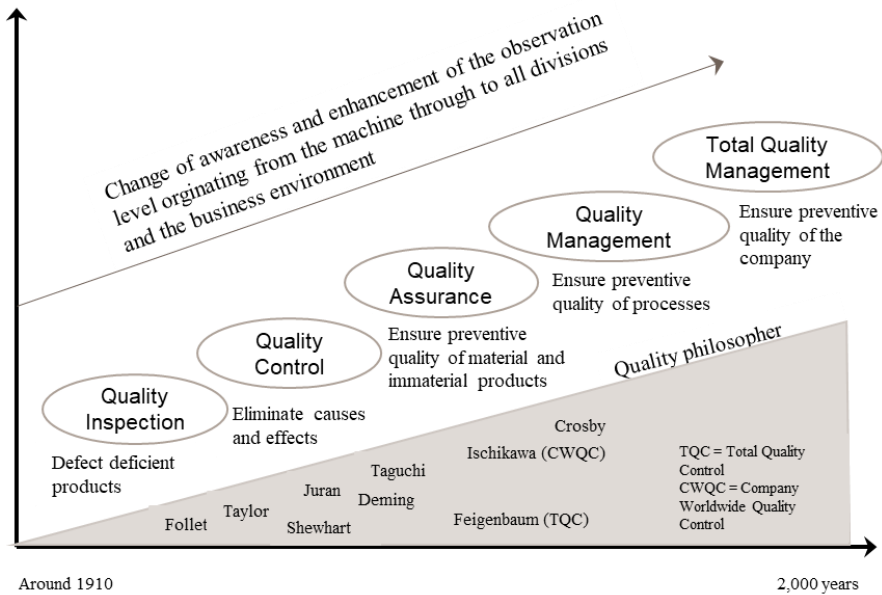 Change of awareness and enhancement of the observation
level orginating from the machine through to all divisions
and the business environment
Total Quality
Management
Ensure preventive
quality of the
company
Quality
Management
Ensure preventive
quality of processes
Quality
Assurance
Ensure preventive
quality of material and
immaterial products
Quality
Control
Eliminate causes
and effects
Quality
Inspection
Defect deficient
products
Quality philosopher
Crosby
Ischikawa (CWQC)
Taguchi
Juran
Deming
Taylor
Follet
Shewhart
Feigenbaum (TQC)
TQC = Total Quality
Control
CWQC = Company
Worldwide Quality
Control
Around 1910
2,000 years